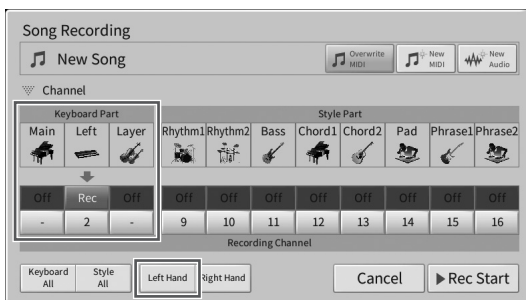 Song Recording
New Song
Overwrite MIDI
New MIDI
New Audio
Channel
Keyboard Part Style Part
Main Left Layer Rhythm1 Rhythm2 Bass Chord1 Chord2 Pad Phrase1 Phrase2
Off Rec Off Off Off Off Off Off Off Off Off
- 2 - 9 10 11 12 13 14 15 16
Recording Channel
Keyboard All Style All Left Hand Right Hand Cancel Rec Start